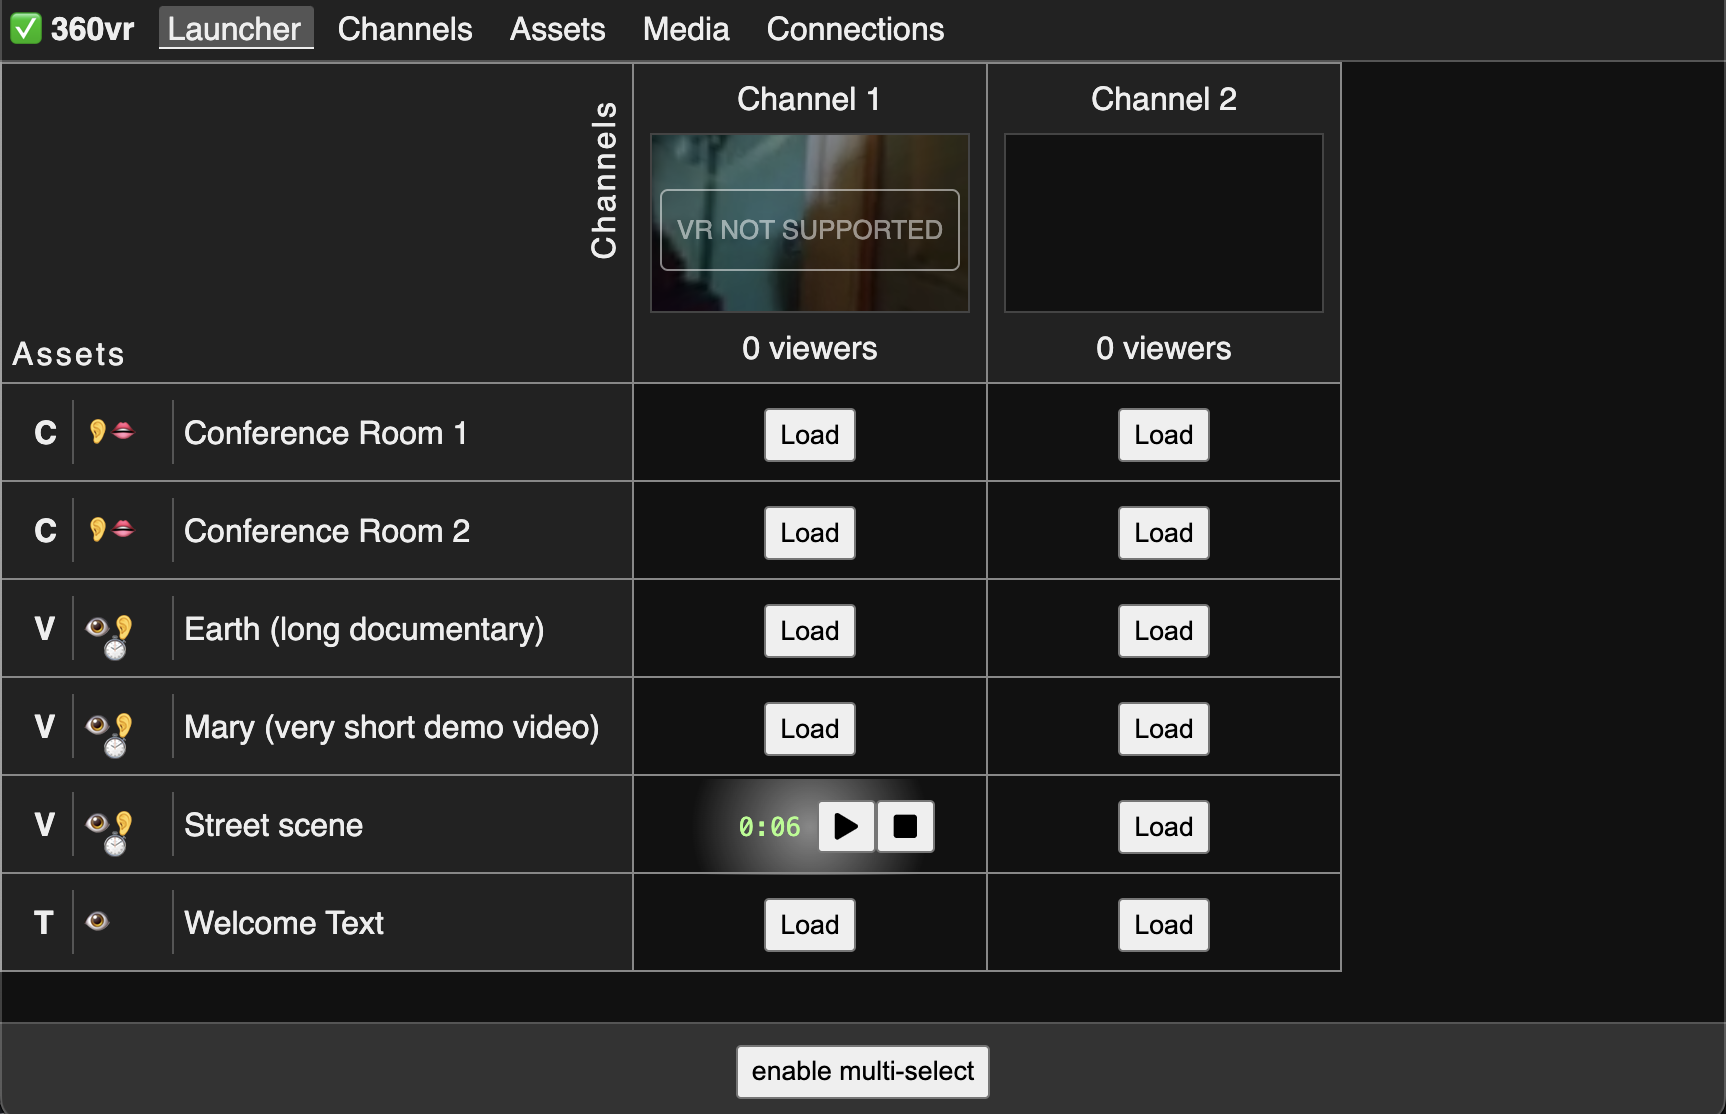 ✅ 360vr Launcher Channels Assets Media Connections
Channels
Assets
Channel 1
VR NOT SUPPORTED
0 viewers
Channel 2
0 viewers
C Conference Room 1 Load Load
C Conference Room 2 Load Load
V Earth (long documentary) Load Load
V Mary (very short demo video) Load Load
V Street scene 0:06 Load
T Welcome Text Load Load
enable multi-select